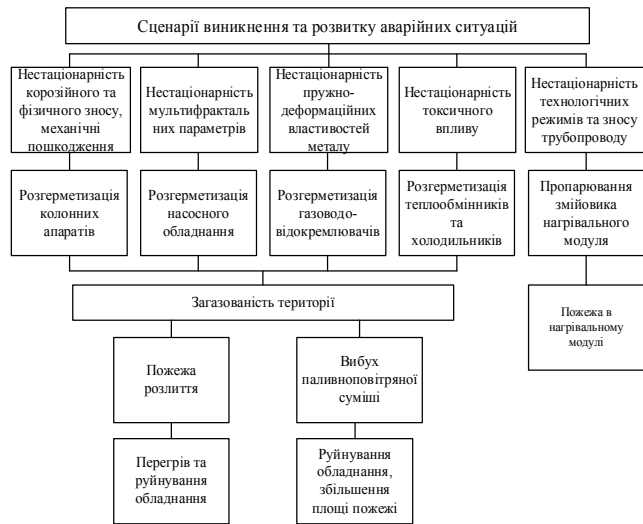 Сценарії виникнення та розвитку аварійних ситуацій
Нестаціонарність
корозійного та
фізичного зносу,
механічні
пошкодження
Нестаціонарність
мультифракталь
них параметрів
Нестаціонарність
пружно-
деформаційних
властивостей
металу
Нестаціонарність
токсичного
впливу
Нестаціонарність
технологічних
режимів та зносу
трубопроводу
Розгерметизація
колонних
апаратів
Розгерметизація
насосного
обладнання
Розгерметизація
газоводо-
відокремлювачів
Розгерметизація
теплообмінників
та
холодильників
Пропарювання
змійовика
нагрівального
модуля
Загазованість території
Пожежа в
нагрівальному
модулі
Пожежа
розлиття
Вибух
паливноповітряної
суміші
Перегрів та
руйнування
обладнання
Руйнування
обладнання,
збільшення
площі пожежі